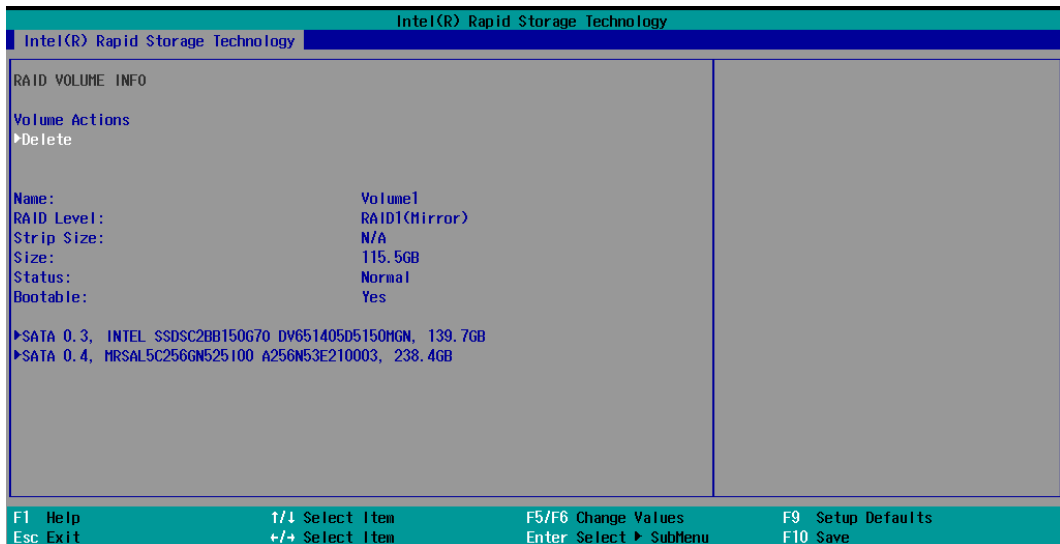 Intel(R) Rapid Storage Technology
Intel(R) Rapid Storage Technology
RAID VOLUME INFO
Volume Actions
▶Delete
Name: Volume1
RAID Level: RAID1(Mirror)
Strip Size: N/A
Size: 115.5GB
Status: Normal
Bootable: Yes
▶SATA 0.3, INTEL SSDSC2BB150G70 DV651405D5150MGN, 139.7GB
▶SATA 0.4, MRSAL5C256GN525I00 A256N53E210003, 238.4GB
F1 Help ↑/↓ Select Item F5/F6 Change Values F9 Setup Defaults
Esc Exit ←/→ Select Item Enter Select ▶ SubMenu F10 Save